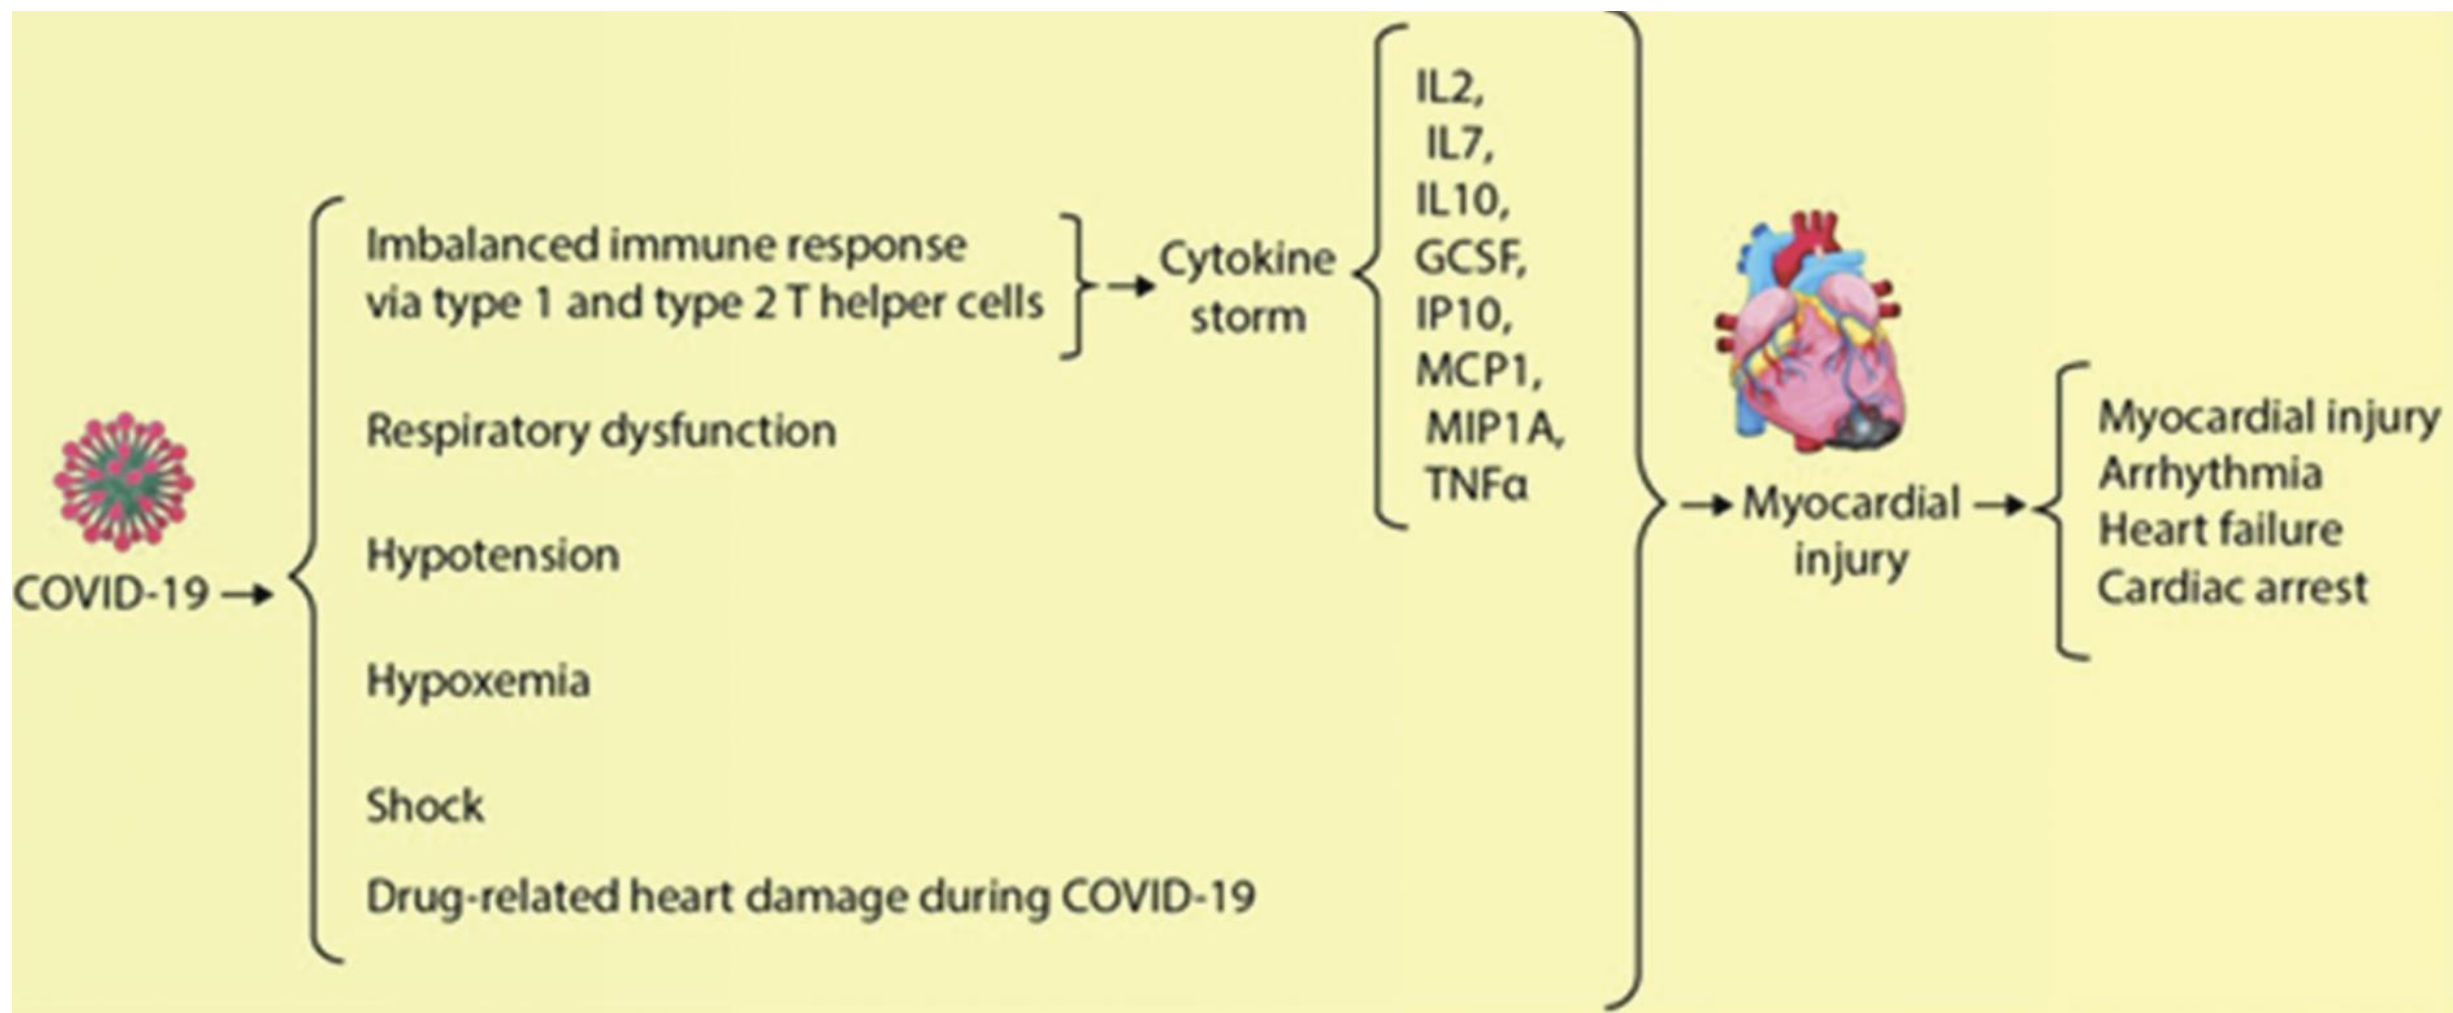 COVID-19
Imbalanced immune response
via type 1 and type 2 T helper cells
Respiratory dysfunction
Hypotension
Hypoxemia
Shock
Drug-related heart damage during COVID-19
Cytokine
storm
IL2,
IL7,
IL10,
GCSF,
IP10,
MCP1,
MIP1A,
TNFα
Myocardial
injury
Myocardial injury
Arrhythmia
Heart failure
Cardiac arrest